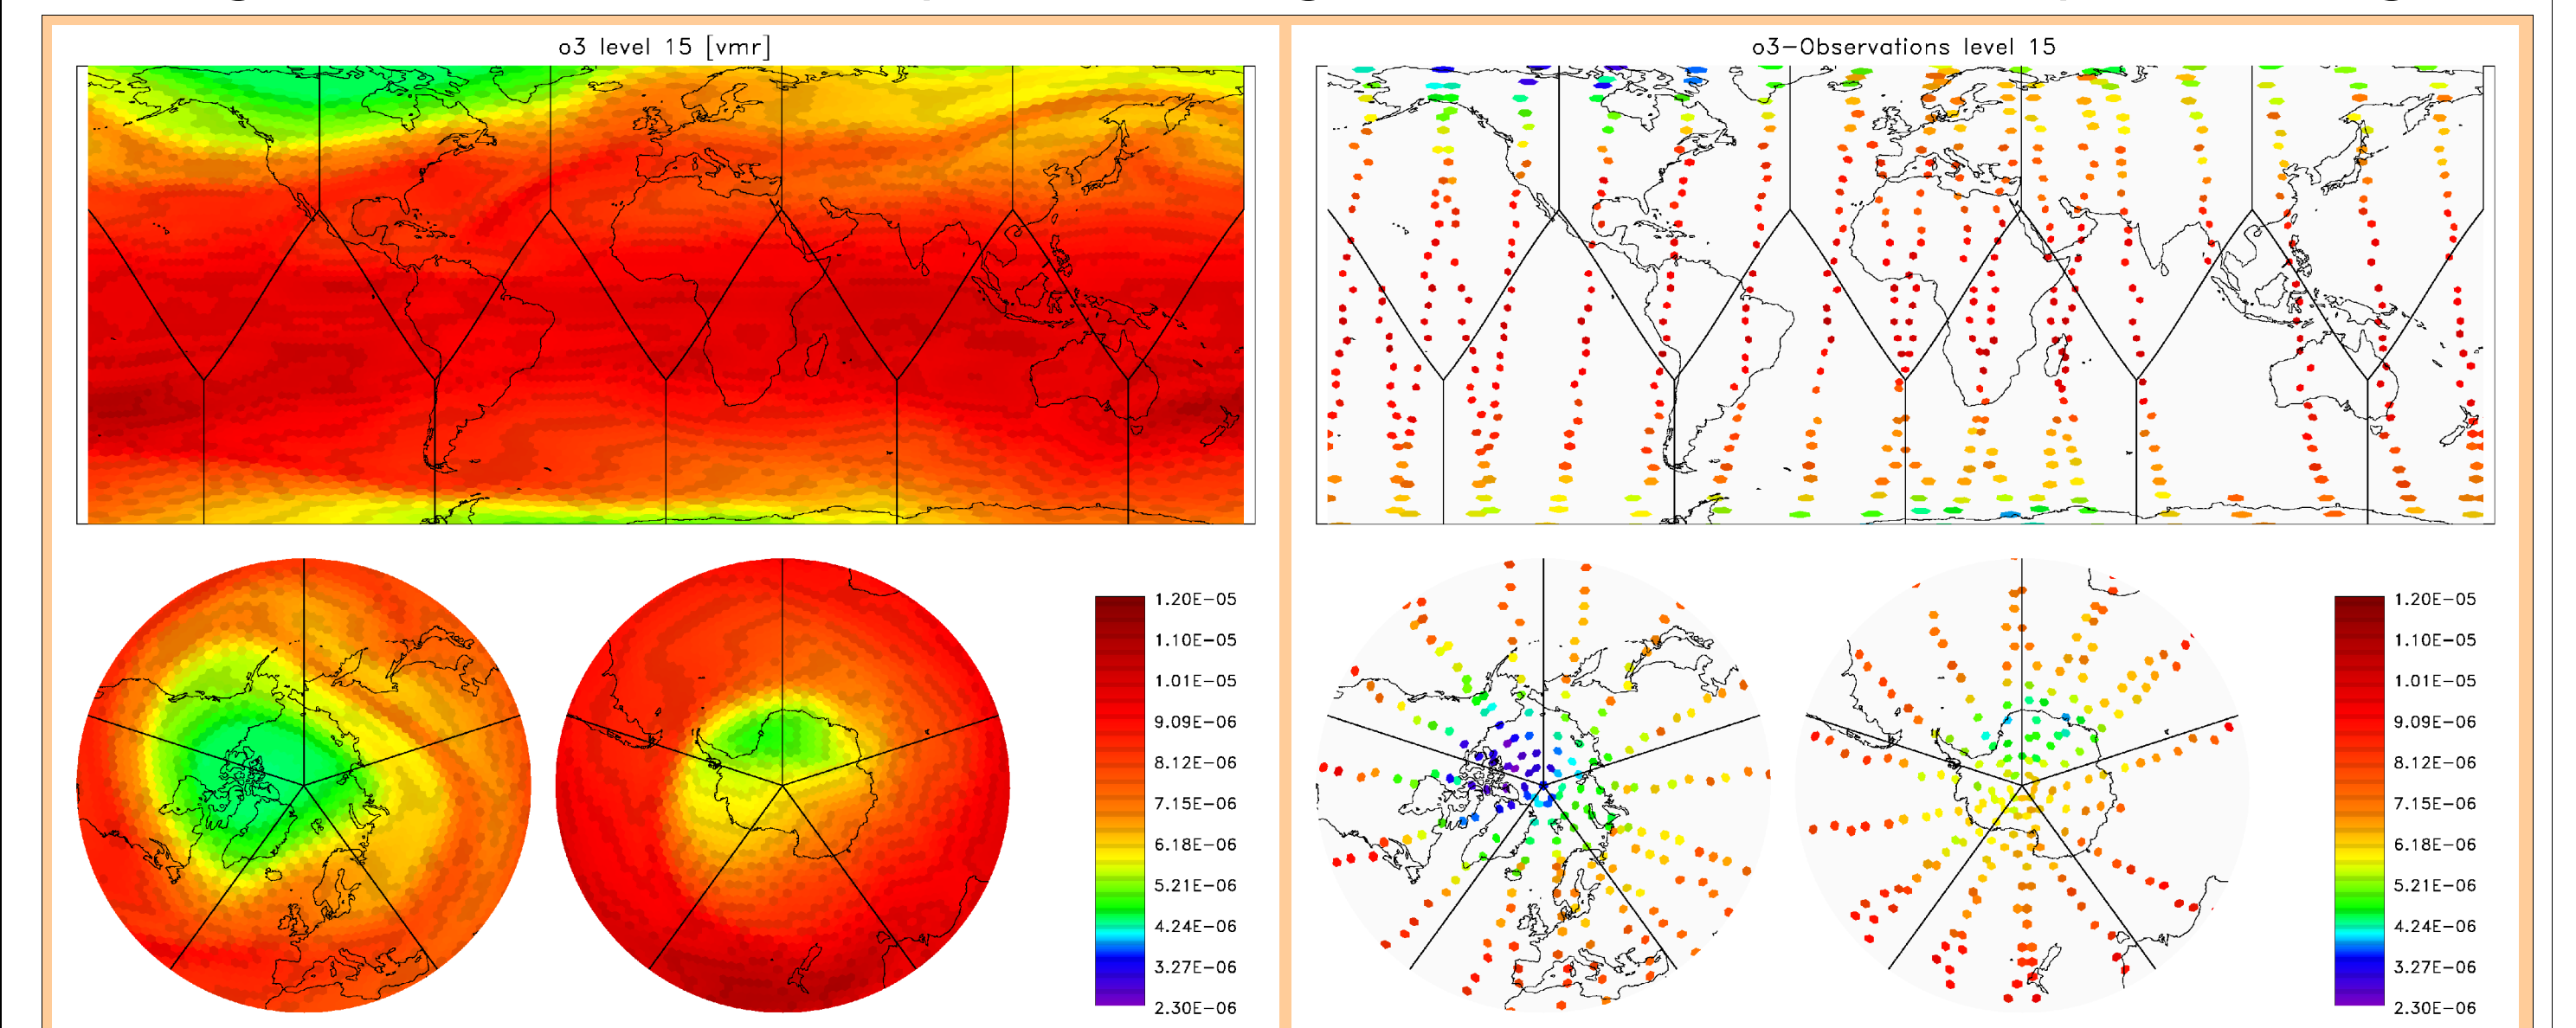 o3 level 15 [vmr]
1.20E-05
1.10E-05
1.01E-05
9.09E-06
8.12E-06
7.15E-06
6.18E-06
5.21E-06
4.24E-06
3.27E-06
2.30E-06
o3-Observations level 15
1.20E-05
1.10E-05
1.01E-05
9.09E-06
8.12E-06
7.15E-06
6.18E-06
5.21E-06
4.24E-06
3.27E-06
2.30E-06